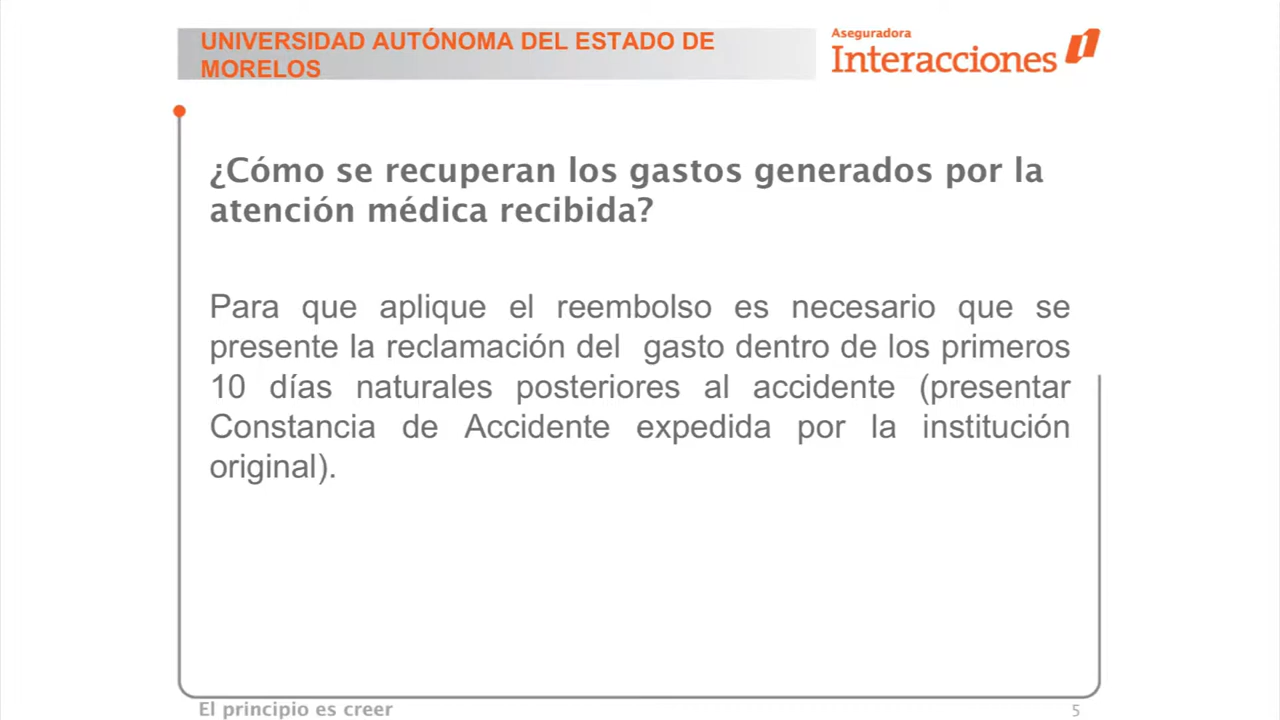 UNIVERSIDAD AUTÓNOMA DEL ESTADO DE
MORELOS
Aseguradora
Interacciones
¿Cómo se recuperan los gastos generados por la
atención médica recibida?
Para que aplique el reembolso es necesario que se
presente la reclamación del gasto dentro de los primeros
10 días naturales posteriores al accidente (presentar
Constancia de Accidente expedida por la institución
original).
El principio es creer
5